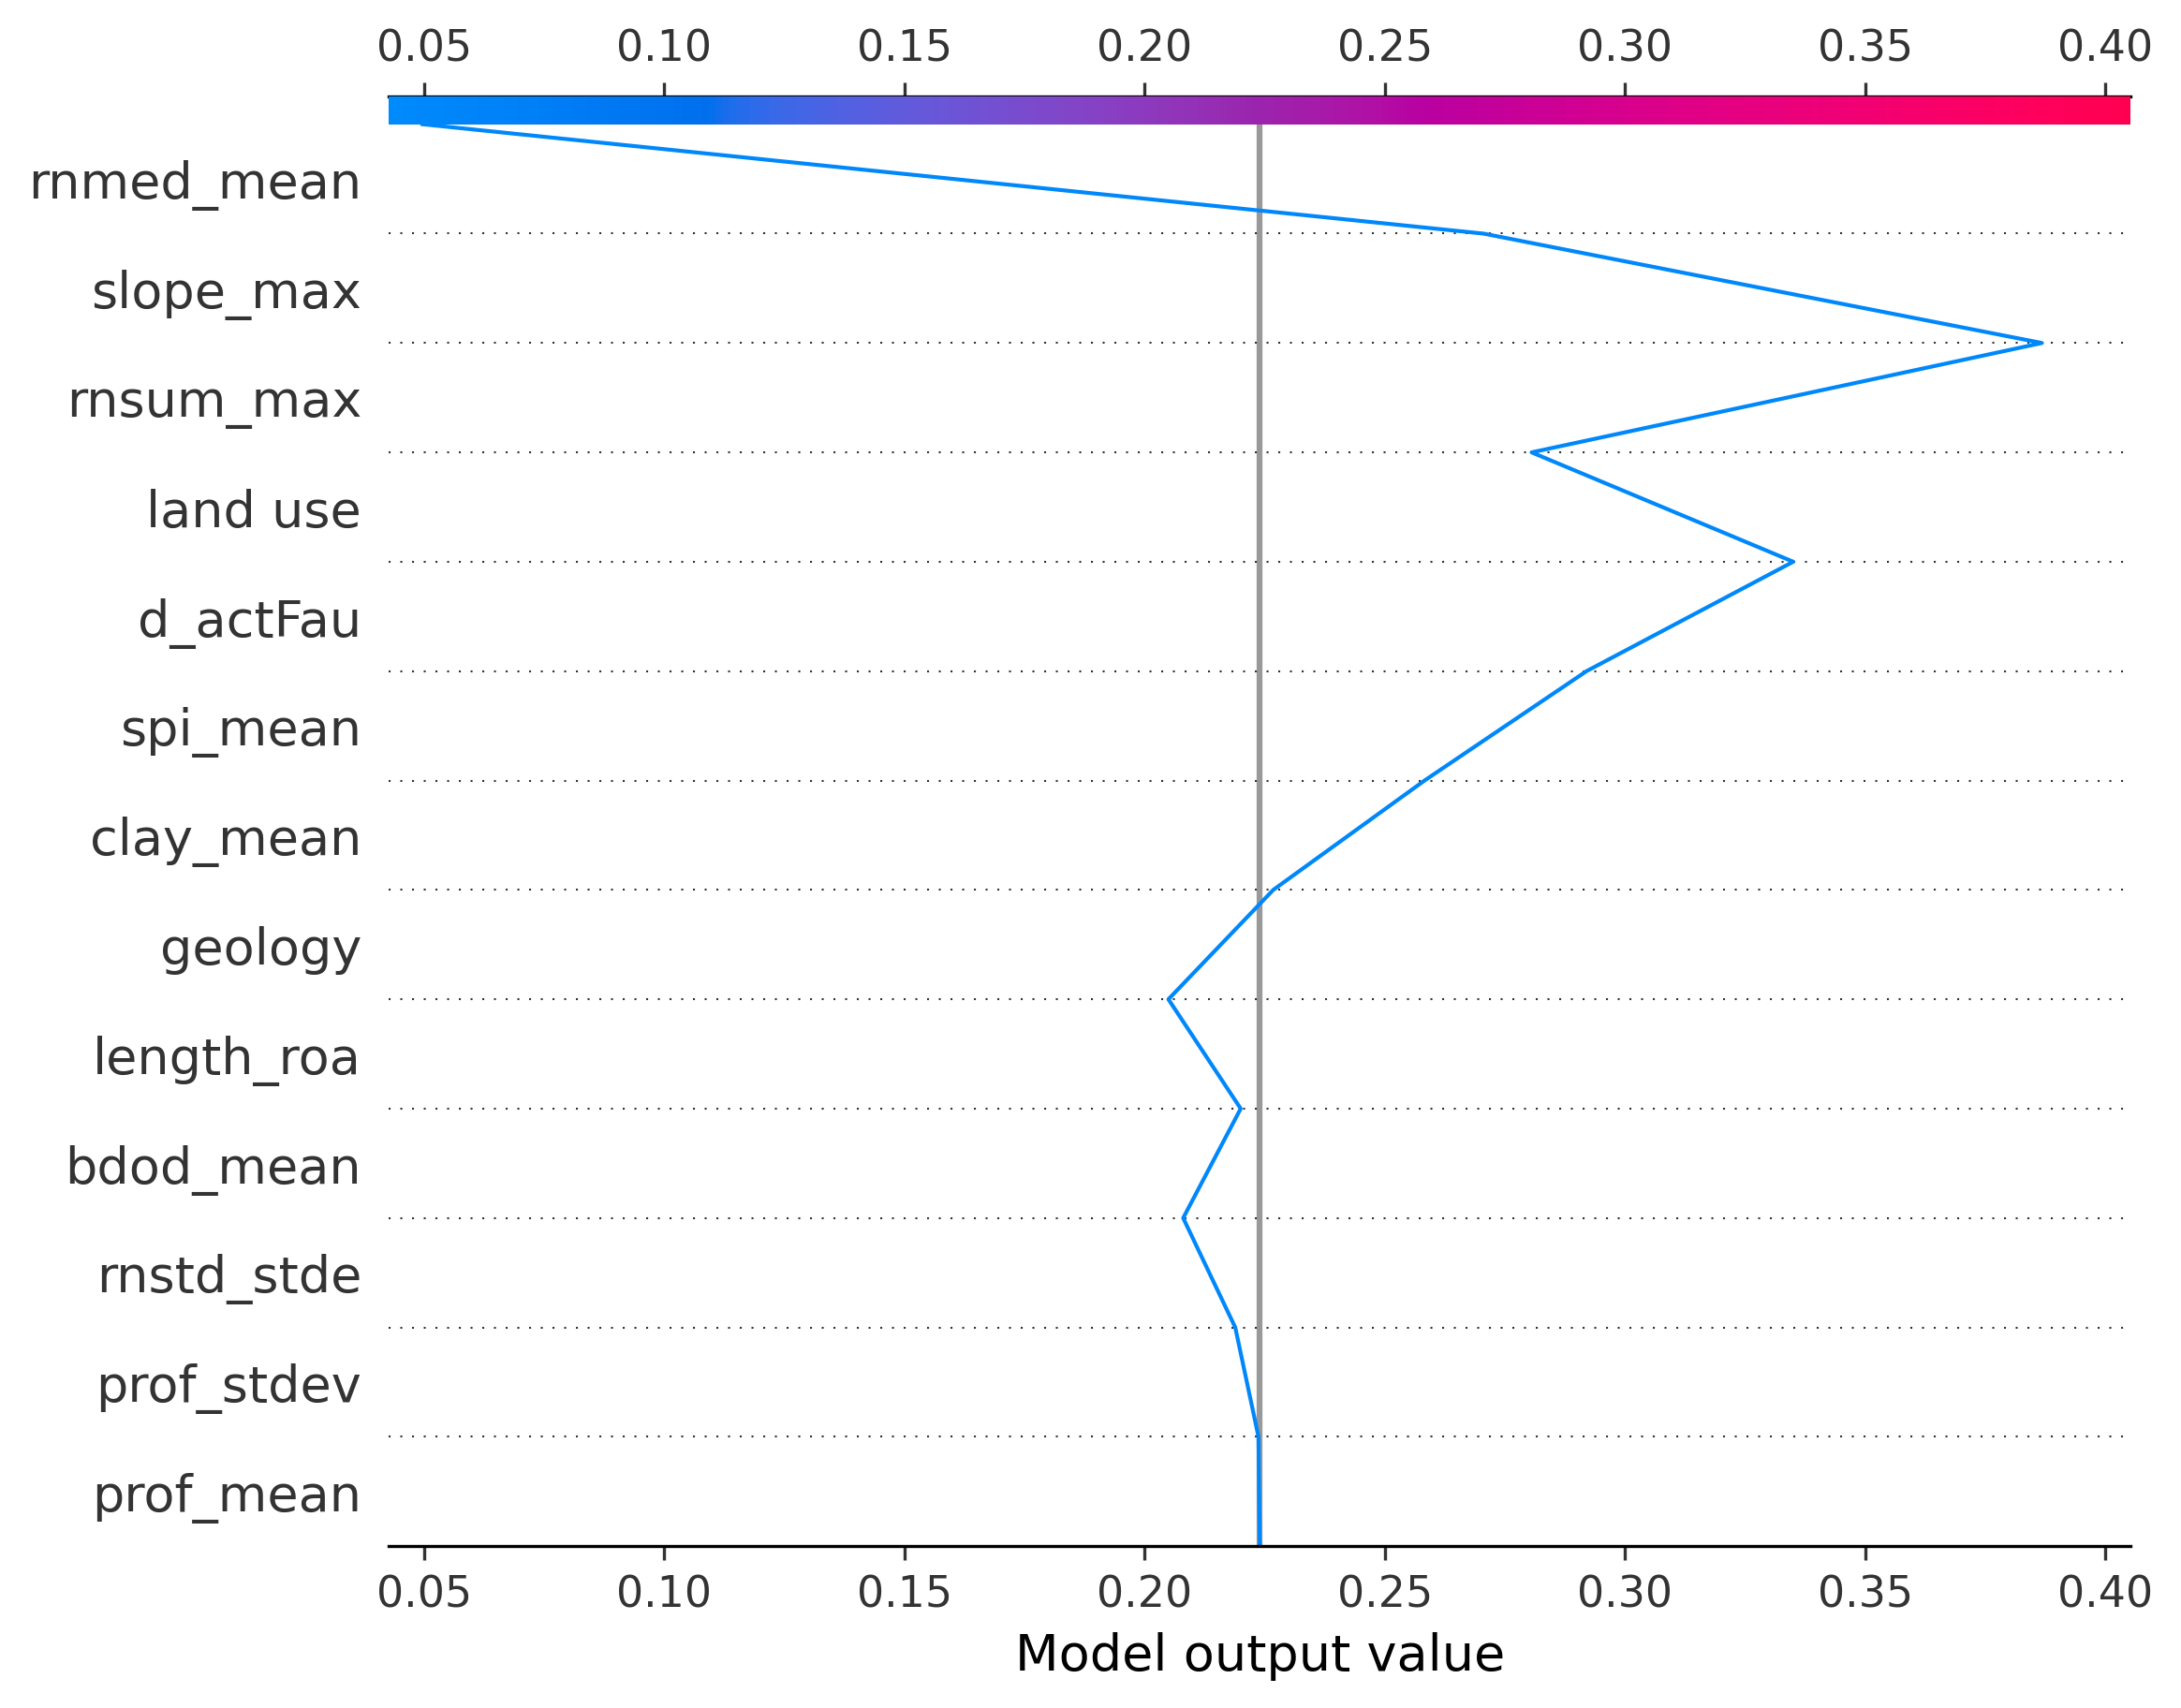 0.05 0.10 0.15 0.20 0.25 0.30 0.35 0.40
rnmed_mean
slope_max
rnsum_max
land use
d_actFau
spi_mean
clay_mean
geology
length_roa
bdod_mean
rnstd_stde
prof_stdev
prof_mean
0.05 0.10 0.15 0.20 0.25 0.30 0.35 0.40
Model output value